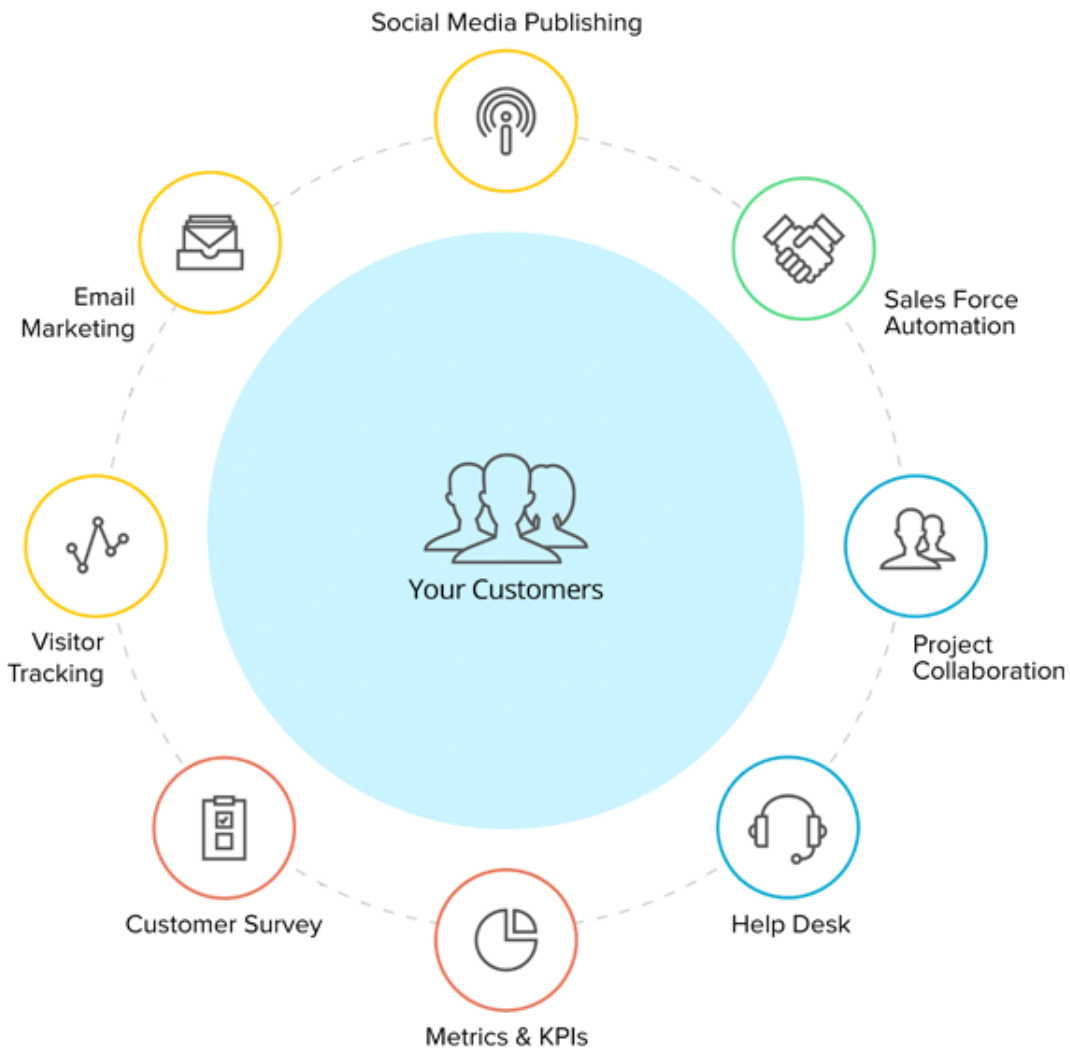 Social Media Publishing
Email
Marketing
Sales Force
Automation
Your Customers
Visitor
Tracking
Project
Collaboration
Customer Survey
Help Desk
Metrics & KPIs